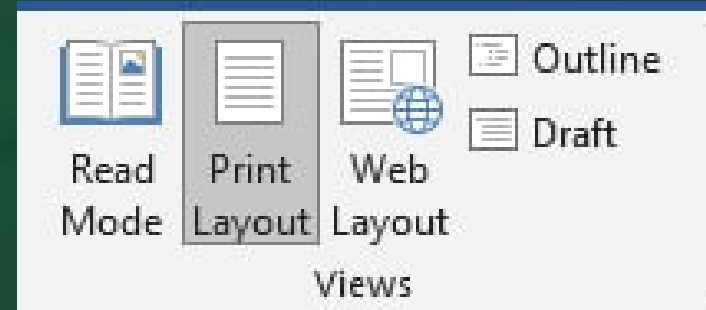 Read Mode
Print Layout
Web Layout
Outline
Draft
Views